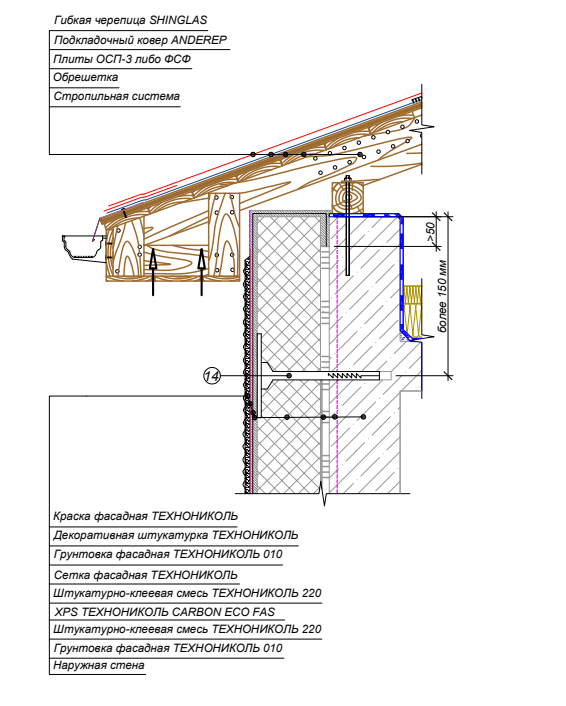 Гибкая черепица SHINGLAS
Подкладочный ковер ANDEREP
Плиты ОСП-3 либо ФСФ
Обрешетка
Стропильная система
>50
более 150 мм
14
Краска фасадная ТЕХНОНИКОЛЬ
Декоративная штукатурка ТЕХНОНИКОЛЬ
Грунтовка фасадная ТЕХНОНИКОЛЬ 010
Сетка фасадная ТЕХНОНИКОЛЬ
Штукатурно-клеевая смесь ТЕХНОНИКОЛЬ 220
XPS ТЕХНОНИКОЛЬ CARBON ECO FAS
Штукатурно-клеевая смесь ТЕХНОНИКОЛЬ 220
Грунтовка фасадная ТЕХНОНИКОЛЬ 010
Наружная стена